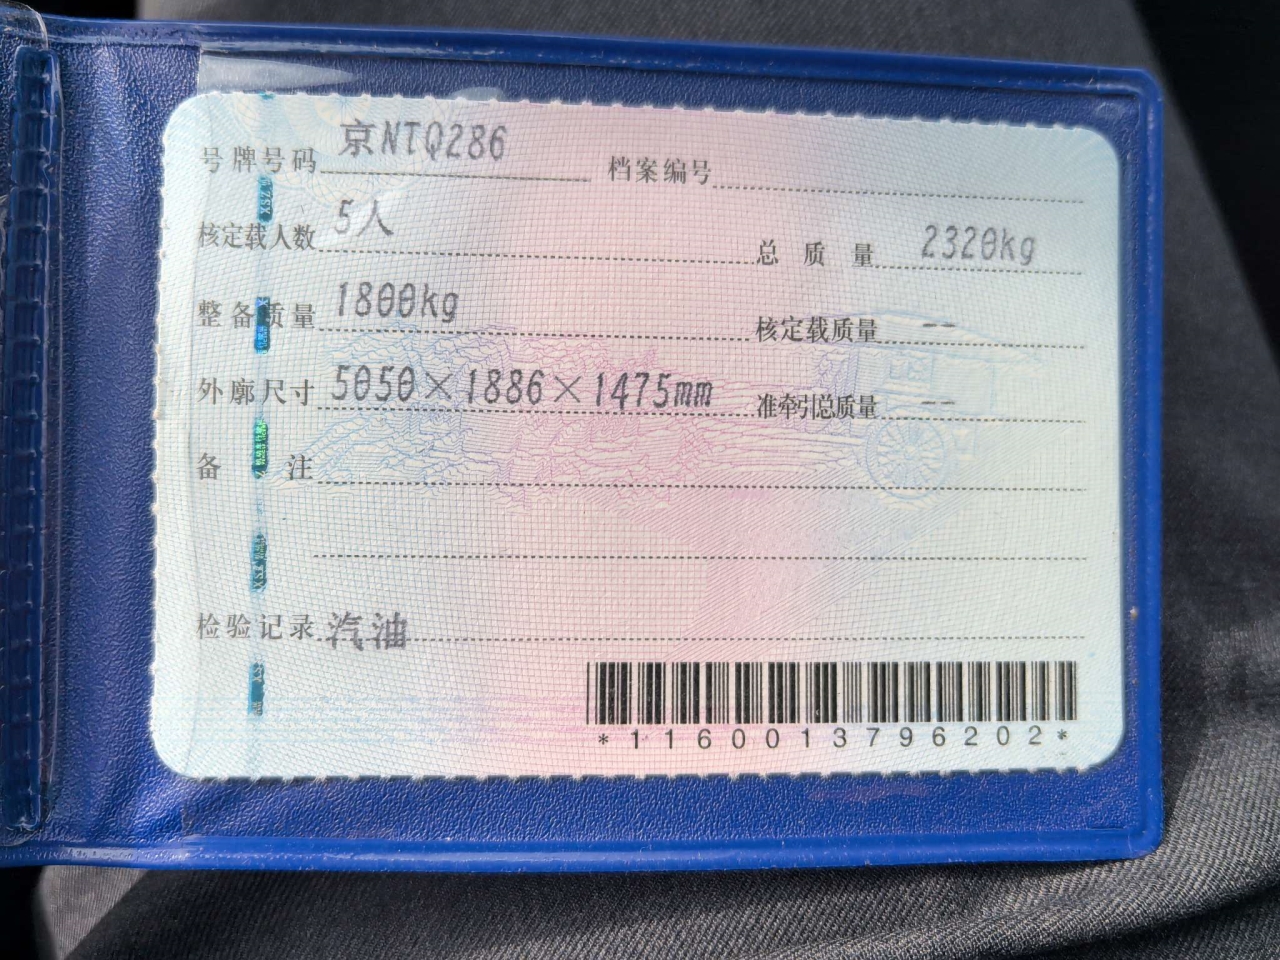 号牌号码 京NTQ286 档案编号
核定载人数 5人 总质量 2320kg
整备质量 1800kg 核定载质量 --
外廓尺寸 5050×1886×1475mm 准牵引总质量 --
备注
检验记录 汽油
*1160013796202*